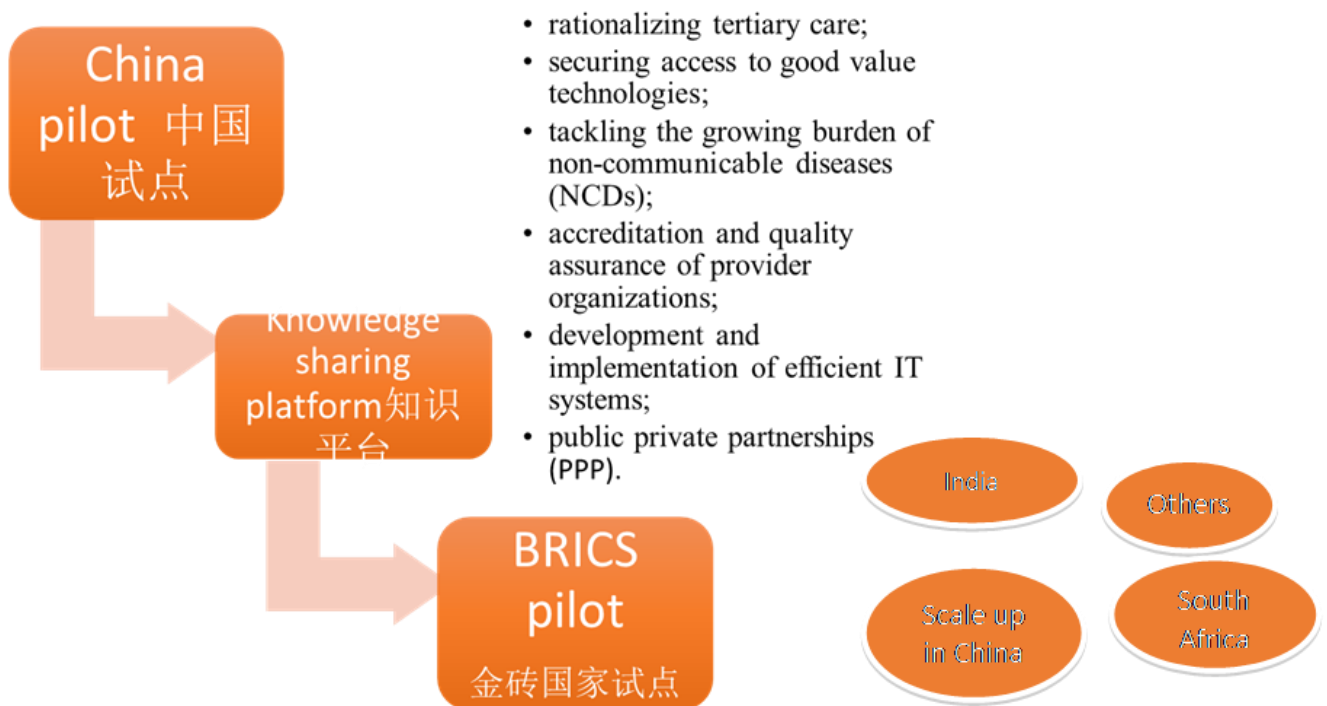 China
pilot 中国
试点
• rationalizing tertiary care;
• securing access to good value
technologies;
• tackling the growing burden of
non-communicable diseases
(NCDs);
• accreditation and quality
assurance of provider
organizations;
• development and
implementation of efficient IT
systems;
• public private partnerships
(PPP).
Knowledge
sharing
platform知识
平台
BRICS
pilot
金砖国家试点
India
Others
Scale up
in China
South
Africa